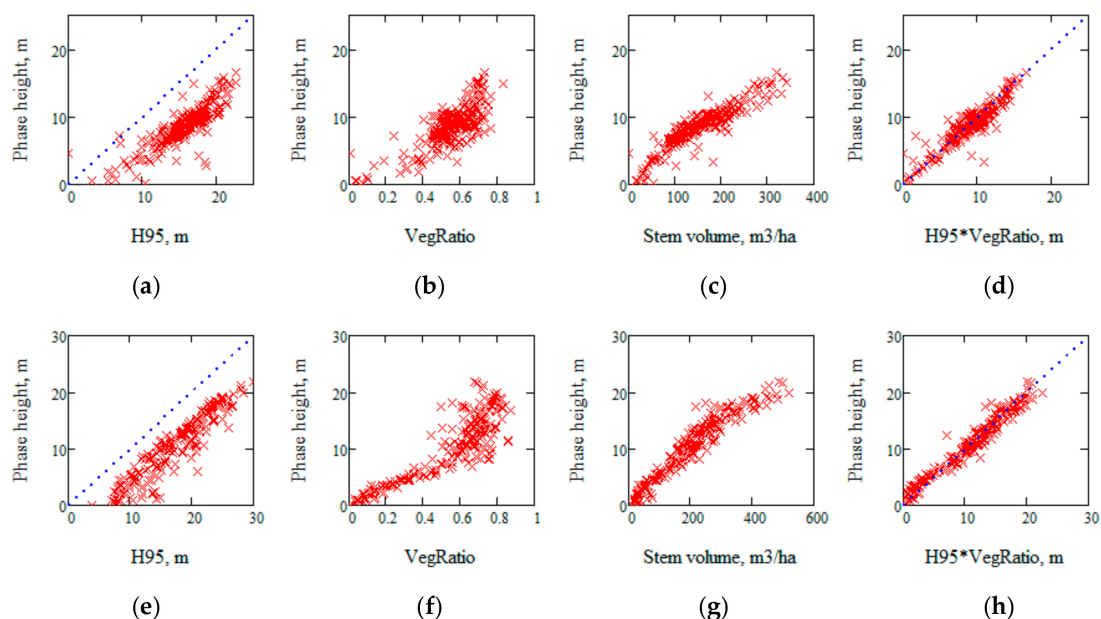 Phase height, m
20
10
0
0
10
20
H95, m
(a)
Phase height, m
20
10
0
0
0.2
0.4
0.6
0.8
1
VegRatio
(b)
Phase height, m
20
10
0
0
100
200
300
400
Stem volume, m3/ha
(c)
Phase height, m
20
10
0
0
10
20
H95*VegRatio, m
(d)
Phase height, m
30
20
10
0
0
10
20
30
H95, m
(e)
Phase height, m
30
20
10
0
0
0.2
0.4
0.6
0.8
1
VegRatio
(f)
Phase height, m
30
20
10
0
0
200
400
600
Stem volume, m3/ha
(g)
Phase height, m
30
20
10
0
0
10
20
30
H95*VegRatio, m
(h)